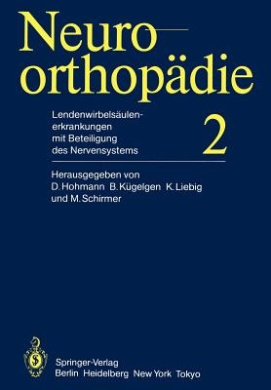 Neuro-
orthopädie
Lendenwirbelsäulen-
erkrankungen
mit Beteiligung
des Nervensystems
2
Herausgegeben von
D. Hohmann B. Kügelgen K. Liebig
und M. Schirmer
Springer-Verlag
Berlin Heidelberg New York Tokyo